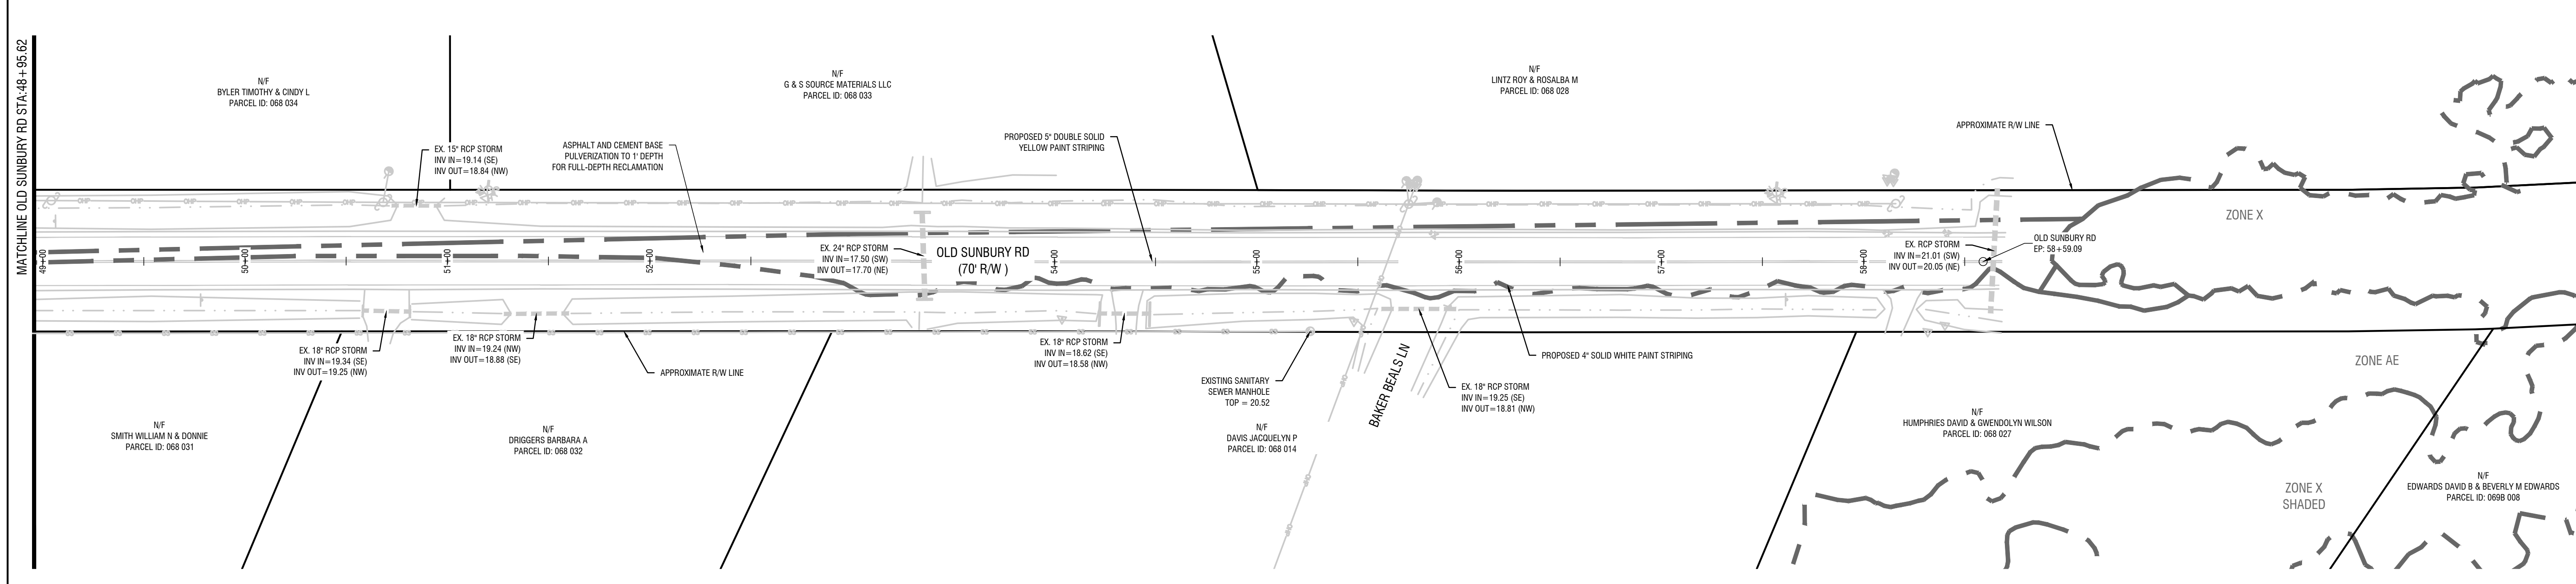 MATCHLINE OLD SUNBURY RD STA:48+95.62
N/F
BYLER TIMOTHY & CINDY L
PARCEL ID: 068 034
N/F
G & S SOURCE MATERIALS LLC
PARCEL ID: 068 033
N/F
LINTZ ROY & ROSALBA M
PARCEL ID: 068 028
EX. 15" RCP STORM
INV IN=19.14 (SE)
INV OUT=18.84 (NW)
ASPHALT AND CEMENT BASE
PULVERIZATION TO 1' DEPTH
FOR FULL-DEPTH RECLAMATION
PROPOSED 5" DOUBLE SOLID
YELLOW PAINT STRIPING
APPROXIMATE R/W LINE
ZONE X
49+00
50+00
51+00
52+00
EX. 24" RCP STORM
INV IN=17.50 (SW)
INV OUT=17.70 (NE)
OLD SUNBURY RD
(70' R/W )
54+00
55+00
56+00
57+00
58+00
EX. RCP STORM
INV IN=21.01 (SW)
INV OUT=20.05 (NE)
OLD SUNBURY RD
EP: 58+59.09
EX. 18" RCP STORM
INV IN=19.34 (SE)
INV OUT=19.25 (NW)
EX. 18" RCP STORM
INV IN=19.24 (NW)
INV OUT=18.88 (SE)
APPROXIMATE R/W LINE
EX. 18" RCP STORM
INV IN=18.62 (SE)
INV OUT=18.58 (NW)
EXISTING SANITARY
SEWER MANHOLE
TOP = 20.52
BAKER BEALS LN
EX. 18" RCP STORM
INV IN=19.25 (SE)
INV OUT=18.81 (NW)
PROPOSED 4" SOLID WHITE PAINT STRIPING
ZONE AE
N/F
SMITH WILLIAM N & DONNIE
PARCEL ID: 068 031
N/F
DRIGGERS BARBARA A
PARCEL ID: 068 032
N/F
DAVIS JACQUELYN P
PARCEL ID: 068 014
N/F
HUMPHRIES DAVID & GWENDOLYN WILSON
PARCEL ID: 068 027
ZONE X
SHADED
N/F
EDWARDS DAVID B & BEVERLY M EDWARDS
PARCEL ID: 069B 008